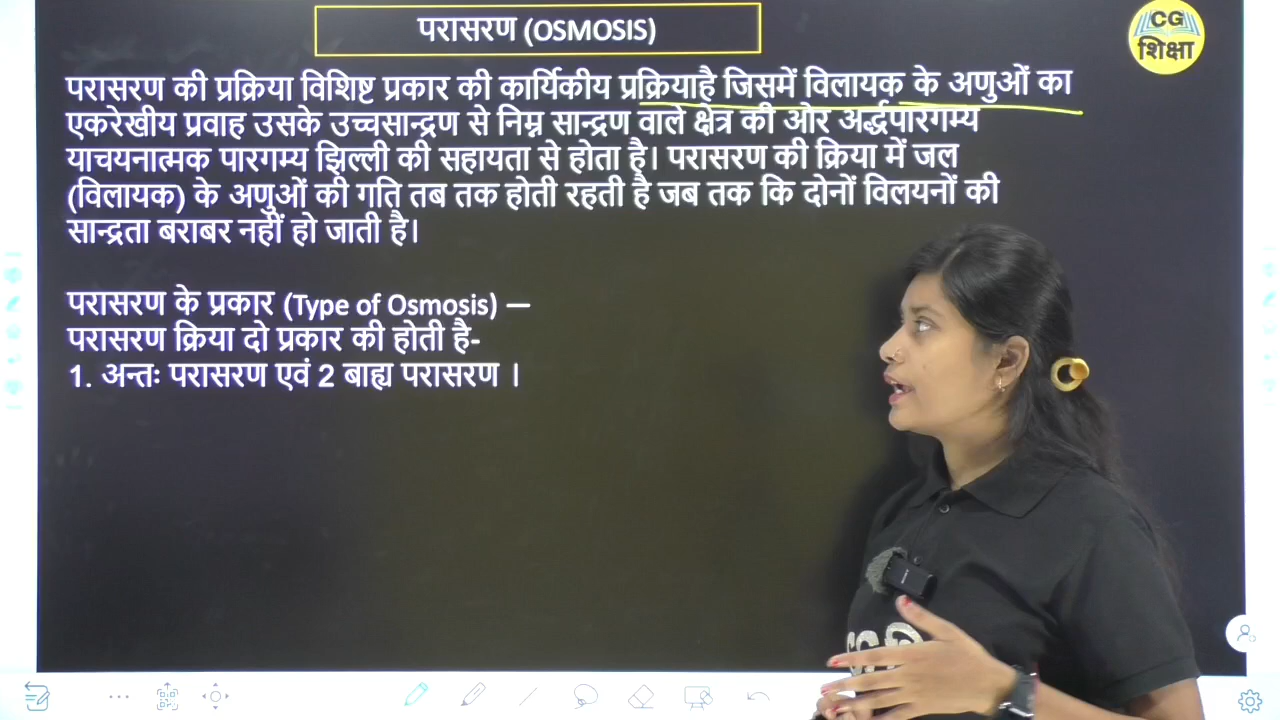 परासरण (OSMOSIS)
CG
शिक्षा
परासरण की प्रक्रिया विशिष्ट प्रकार की कार्यिकीय प्रक्रियाहै जिसमें विलायक के अणुओं का
एकरेखीय प्रवाह उसके उच्चसान्द्रण से निम्न सान्द्रण वाले क्षेत्र की ओर अर्द्धपारगम्य
याचयनात्मक पारगम्य झिल्ली की सहायता से होता है। परासरण की क्रिया में जल
(विलायक) के अणुओं की गति तब तक होती रहती है जब तक कि दोनों विलयनों की
सान्द्रता बराबर नहीं हो जाती है।
परासरण के प्रकार (Type of Osmosis) —
परासरण क्रिया दो प्रकार की होती है-
1. अन्तः परासरण एवं 2 बाह्य परासरण ।